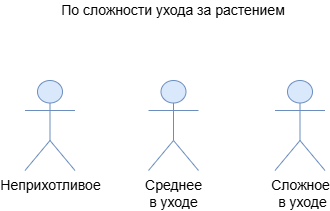 По сложности ухода за растением
Неприхотливое
Среднее
в уходе
Сложное
в уходе